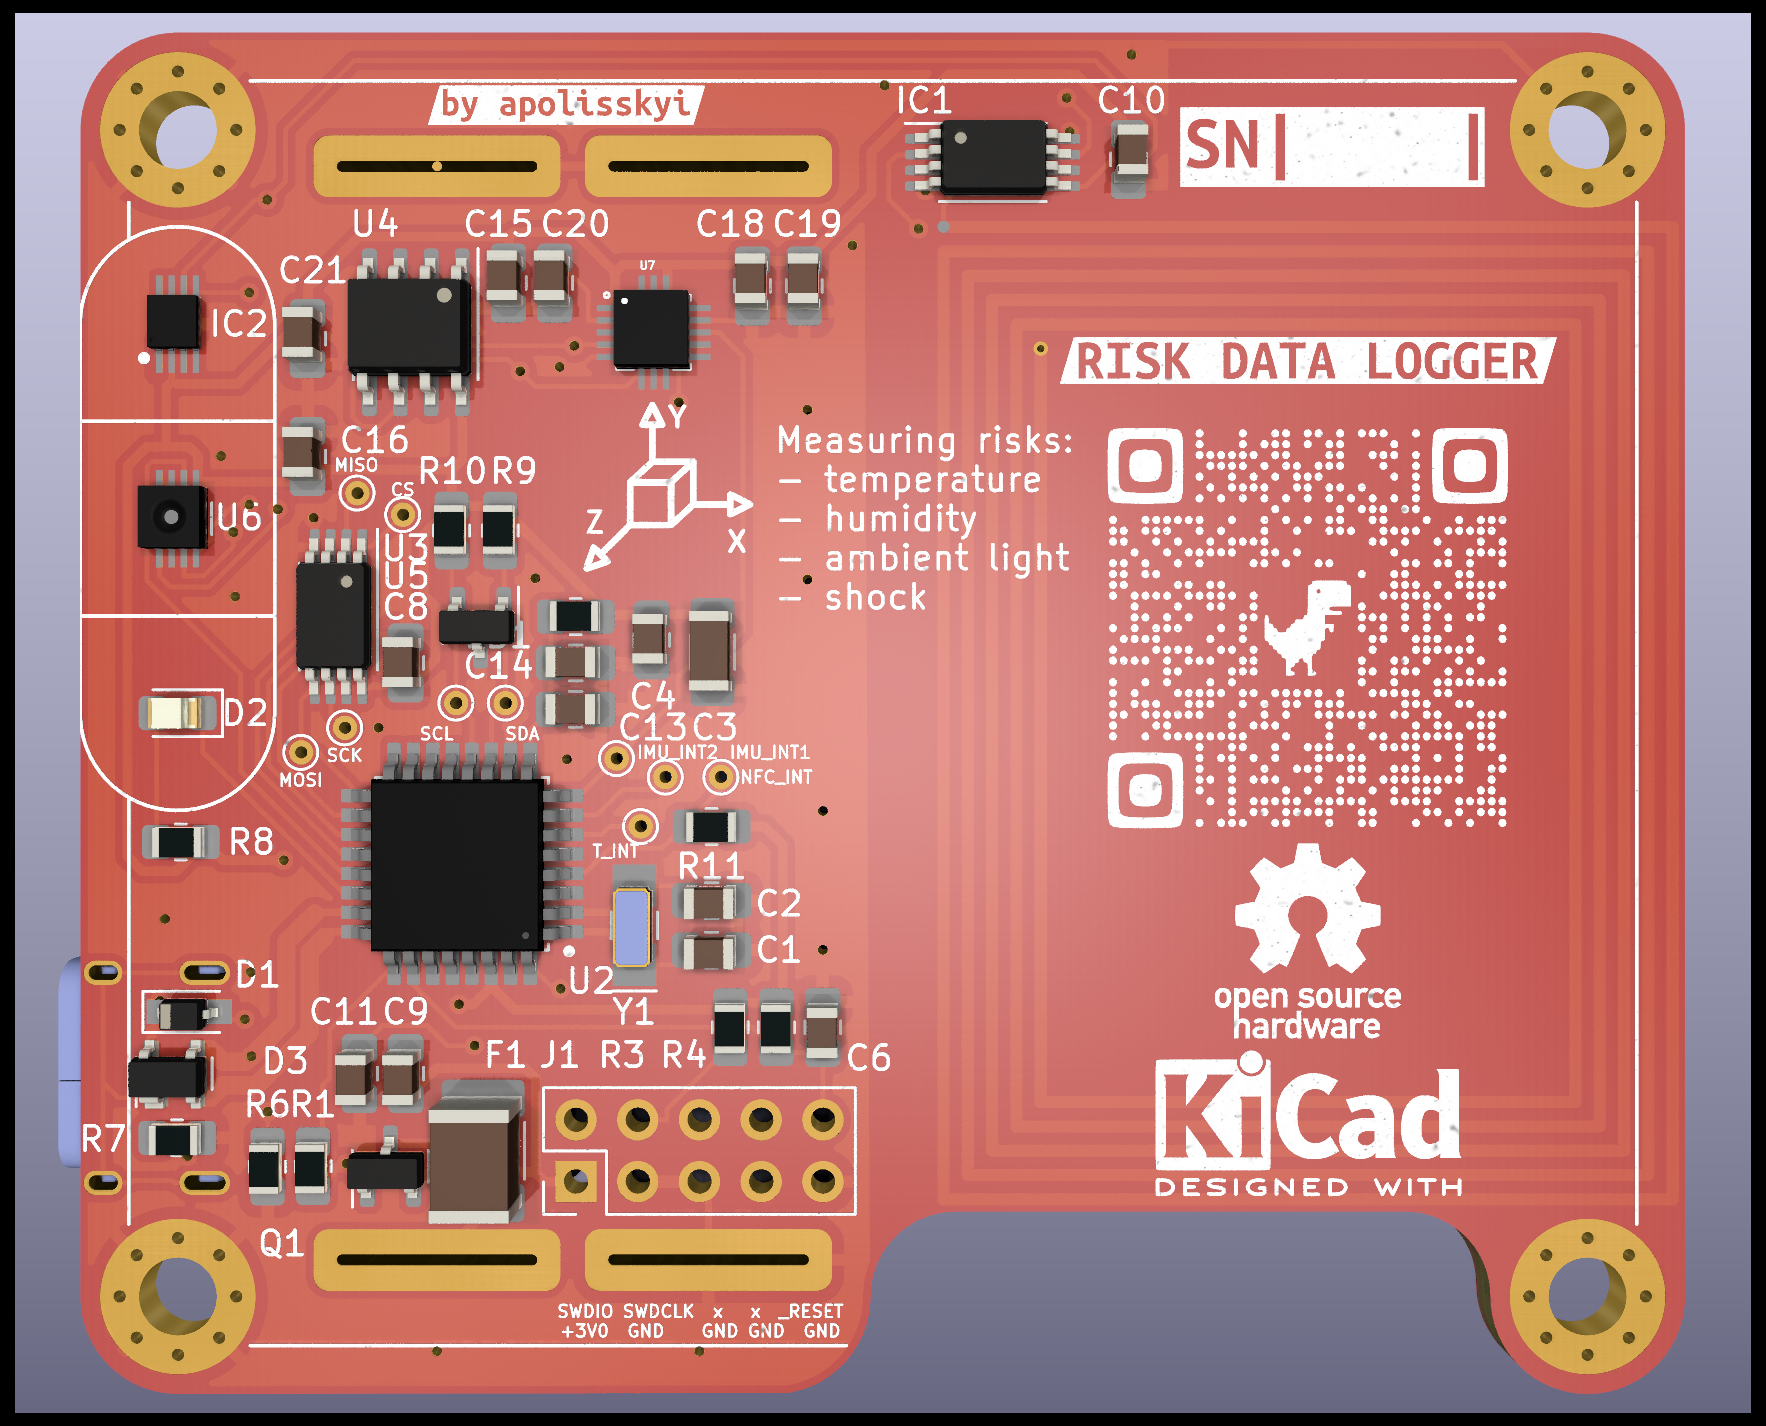 by apolisskyi
IC1
C10
SN
U4
C15 C20
C18 C19
C21
U7
IC2
RISK DATA LOGGER
Y
C16
MISO
R10 R9
CS
Measuring risks:
- temperature
- humidity
- ambient light
- shock
U6
Z
X
U3
U5
C8
1
C14
C4
D2
SCL
SDA
C13 C3
IMU_INT2 IMU_INT1
SCK
MOSI
NFC_INT
R8
T_INT
R11
C2
C1
D1
U2
Y1
C11 C9
F1 J1 R3 R4
C6
D3
R6 R1
R7
Q1
open source
hardware
KiCad
DESIGNED WITH
SWDIO SWDCLK x x _RESET
+3V0 GND GND GND GND